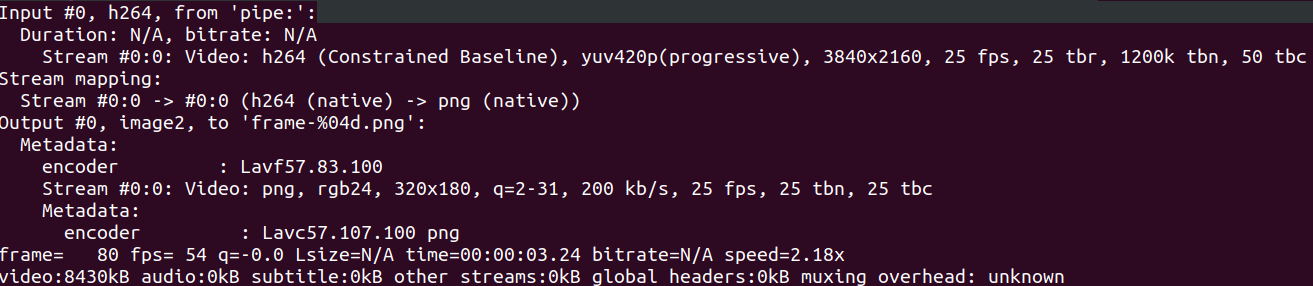 Input #0, h264, from 'pipe:':
  Duration: N/A, bitrate: N/A
    Stream #0:0: Video: h264 (Constrained Baseline), yuv420p(progressive), 3840x2160, 25 fps, 25 tbr, 1200k tbn, 50 tbc
Stream mapping:
  Stream #0:0 -> #0:0 (h264 (native) -> png (native))
Output #0, image2, to 'frame-%04d.png':
  Metadata:
    encoder         : Lavf57.83.100
    Stream #0:0: Video: png, rgb24, 320x180, q=2-31, 200 kb/s, 25 fps, 25 tbn, 25 tbc
    Metadata:
      encoder         : Lavc57.107.100 png
frame=   80 fps= 54 q=-0.0 Lsize=N/A time=00:00:03.24 bitrate=N/A speed=2.18x
video:8430kB audio:0kB subtitle:0kB other streams:0kB global headers:0kB muxing overhead: unknown